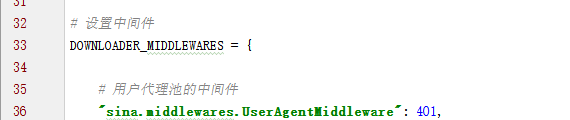 31
32 # 设置中间件
33 DOWNLOADER_MIDDLEWARES = {
34
35 # 用户代理池的中间件
36 "sina.middlewares.UserAgentMiddleware": 401,